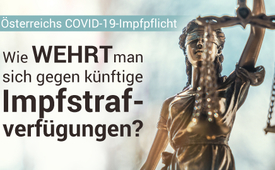 Österreichs COVID-19-Impfpflicht
Wie WEHRT man
sich gegen künftige
Impfstraf-
verfügungen?